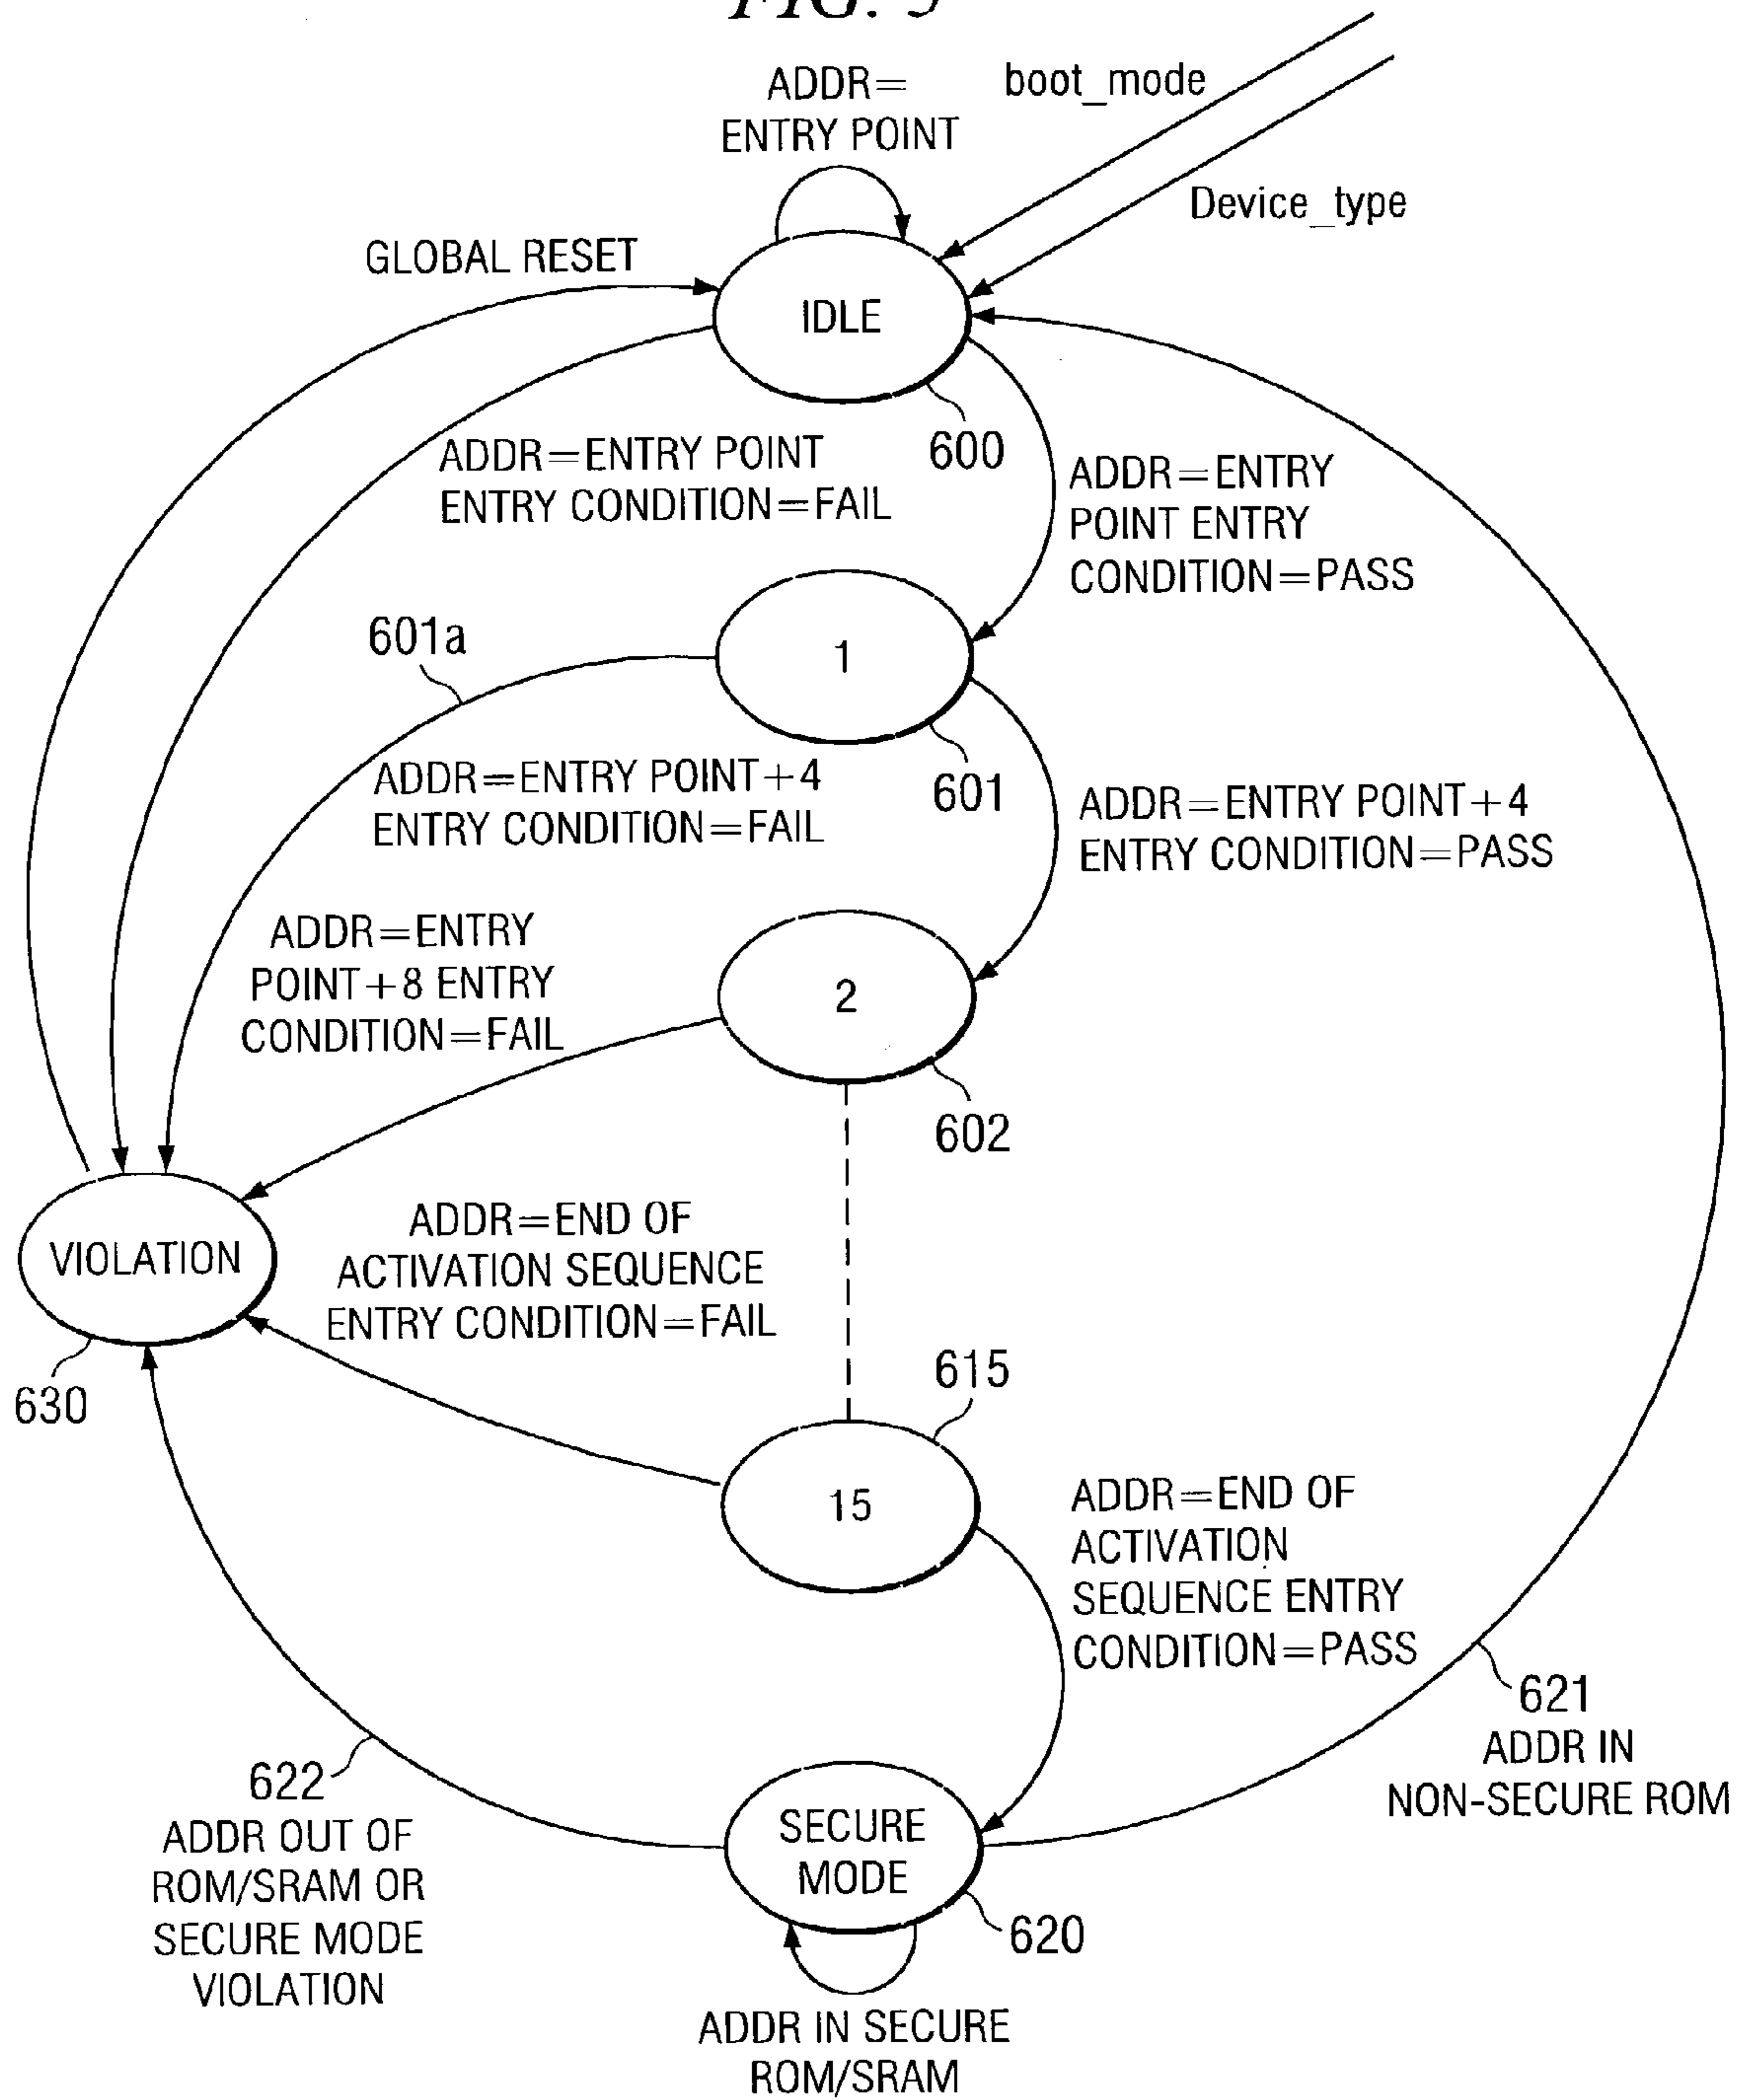 FIG. 5
ADDR=
ENTRY POINT
boot_mode
Device_type
GLOBAL RESET
IDLE
600
ADDR=ENTRY POINT
ENTRY CONDITION=FAIL
ADDR=ENTRY
POINT ENTRY
CONDITION=PASS
601a
1
601
ADDR=ENTRY POINT+4
ENTRY CONDITION=FAIL
ADDR=ENTRY POINT+4
ENTRY CONDITION=PASS
ADDR=ENTRY
POINT+8 ENTRY
CONDITION=FAIL
2
602
VIOLATION
630
ADDR=END OF
ACTIVATION SEQUENCE
ENTRY CONDITION=FAIL
615
15
ADDR=END OF
ACTIVATION
SEQUENCE ENTRY
CONDITION=PASS
621
ADDR IN
NON-SECURE ROM
622
ADDR OUT OF
ROM/SRAM OR
SECURE MODE
VIOLATION
SECURE
MODE
620
ADDR IN SECURE
ROM/SRAM